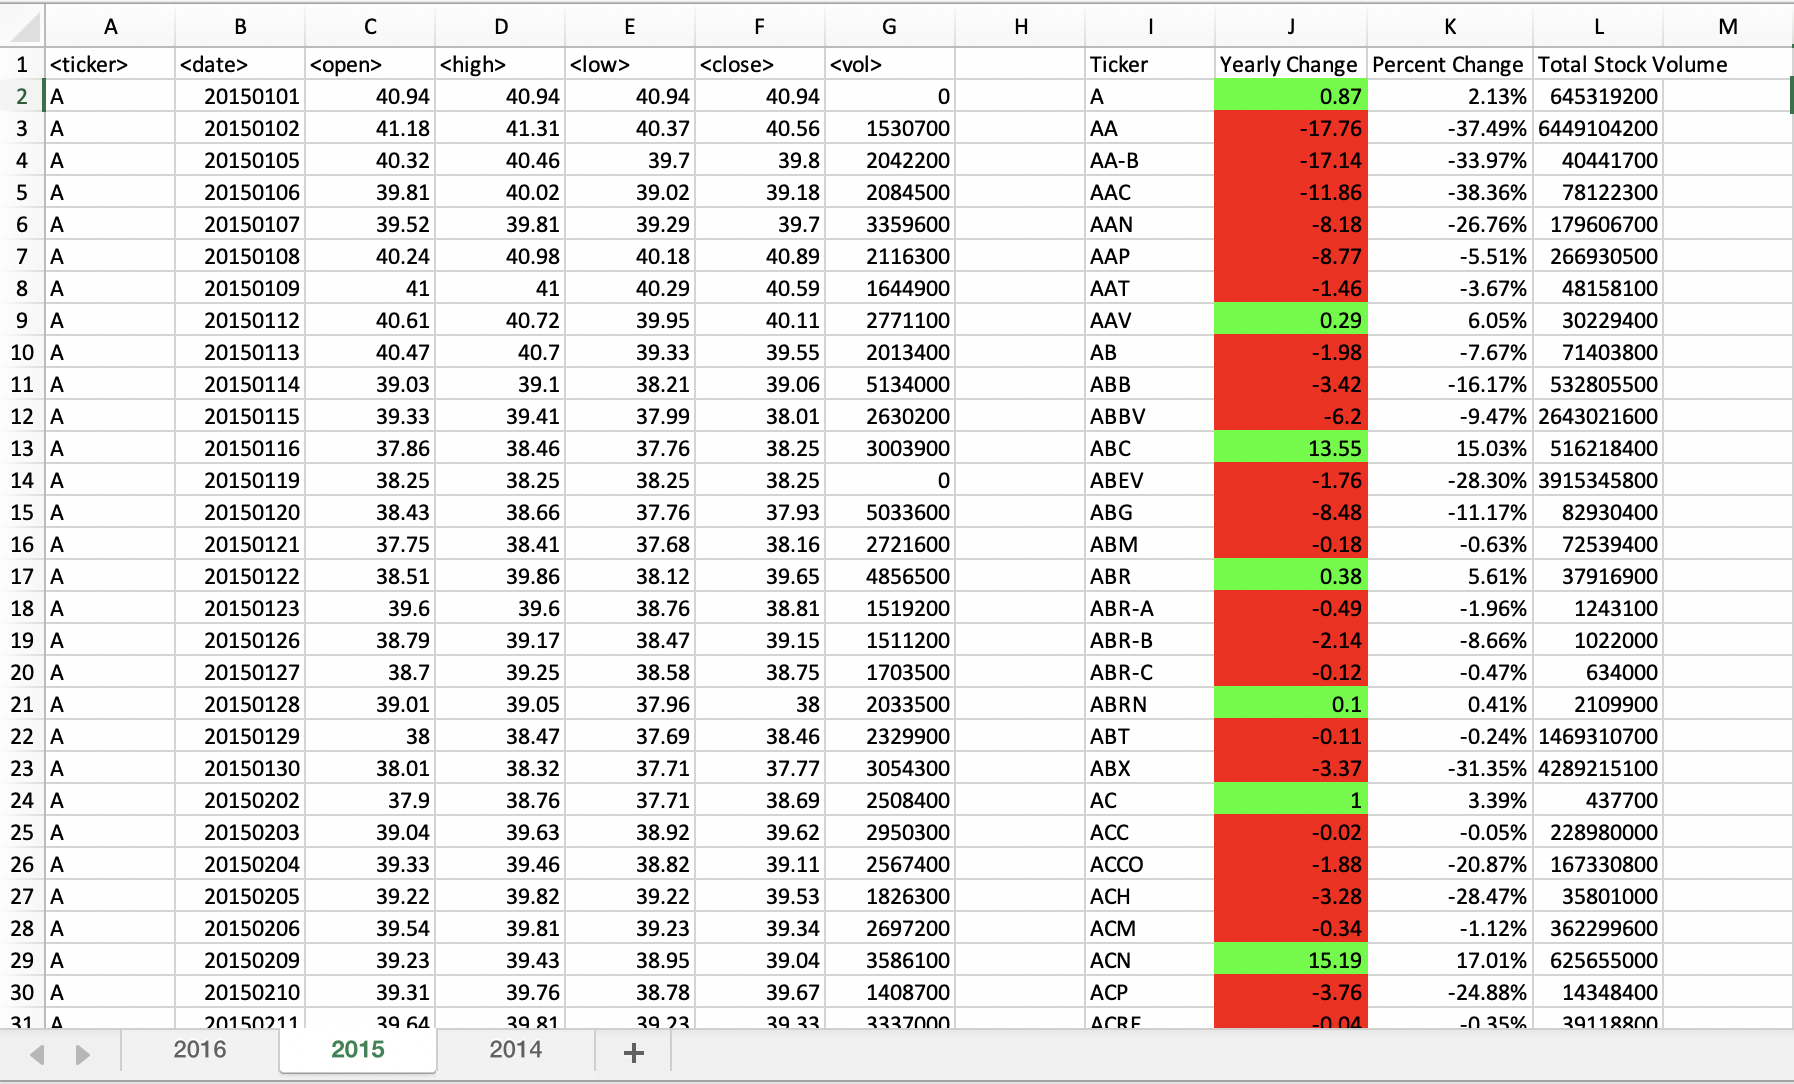 A B C D E F G H I J K L M
1 <ticker> <date> <open> <high> <low> <close> <vol> Ticker Yearly Change Percent Change Total Stock Volume
2 A 20150101 40.94 40.94 40.94 40.94 0 A 0.87 2.13% 645319200
3 A 20150102 41.18 41.31 40.37 40.56 1530700 AA -17.76 -37.49% 6449104200
4 A 20150105 40.32 40.46 39.7 39.8 2042200 AA-B -17.14 -33.97% 40441700
5 A 20150106 39.81 40.02 39.02 39.18 2084500 AAC -11.86 -38.36% 78122300
6 A 20150107 39.52 39.81 39.29 39.7 3359600 AAN -8.18 -26.76% 179606700
7 A 20150108 40.24 40.98 40.18 40.89 2116300 AAP -8.77 -5.51% 266930500
8 A 20150109 41 41 40.29 40.59 1644900 AAT -1.46 -3.67% 48158100
9 A 20150112 40.61 40.72 39.95 40.11 2771100 AAV 0.29 6.05% 30229400
10 A 20150113 40.47 40.7 39.33 39.55 2013400 AB -1.98 -7.67% 71403800
11 A 20150114 39.03 39.1 38.21 39.06 5134000 ABB -3.42 -16.17% 532805500
12 A 20150115 39.33 39.41 37.99 38.01 2630200 ABBV -6.2 -9.47% 2643021600
13 A 20150116 37.86 38.46 37.76 38.25 3003900 ABC 13.55 15.03% 516218400
14 A 20150119 38.25 38.25 38.25 38.25 0 ABEV -1.76 -28.30% 3915345800
15 A 20150120 38.43 38.66 37.76 37.93 5033600 ABG -8.48 -11.17% 82930400
16 A 20150121 37.75 38.41 37.68 38.16 2721600 ABM -0.18 -0.63% 72539400
17 A 20150122 38.51 39.86 38.12 39.65 4856500 ABR 0.38 5.61% 37916900
18 A 20150123 39.6 39.6 38.76 38.81 1519200 ABR-A -0.49 -1.96% 1243100
19 A 20150126 38.79 39.17 38.47 39.15 1511200 ABR-B -2.14 -8.66% 1022000
20 A 20150127 38.7 39.25 38.58 38.75 1703500 ABR-C -0.12 -0.47% 634000
21 A 20150128 39.01 39.05 37.96 38 2033500 ABRN 0.1 0.41% 2109900
22 A 20150129 38 38.47 37.69 38.46 2329900 ABT -0.11 -0.24% 1469310700
23 A 20150130 38.01 38.32 37.71 37.77 3054300 ABX -3.37 -31.35% 4289215100
24 A 20150202 37.9 38.76 37.71 38.69 2508400 AC 1 3.39% 437700
25 A 20150203 39.04 39.63 38.92 39.62 2950300 ACC -0.02 -0.05% 228980000
26 A 20150204 39.33 39.46 38.82 39.11 2567400 ACCO -1.88 -20.87% 167330800
27 A 20150205 39.22 39.82 39.22 39.53 1826300 ACH -3.28 -28.47% 35801000
28 A 20150206 39.54 39.81 39.23 39.34 2697200 ACM -0.34 -1.12% 362299600
29 A 20150209 39.23 39.43 38.95 39.04 3586100 ACN 15.19 17.01% 625655000
30 A 20150210 39.31 39.76 38.78 39.67 1408700 ACP -3.76 -24.88% 14348400
31 A 20150211 39.64 39.81 39.23 39.33 3337000 ACRE -0.04 -0.35% 39118800
2016 2015 2014 +